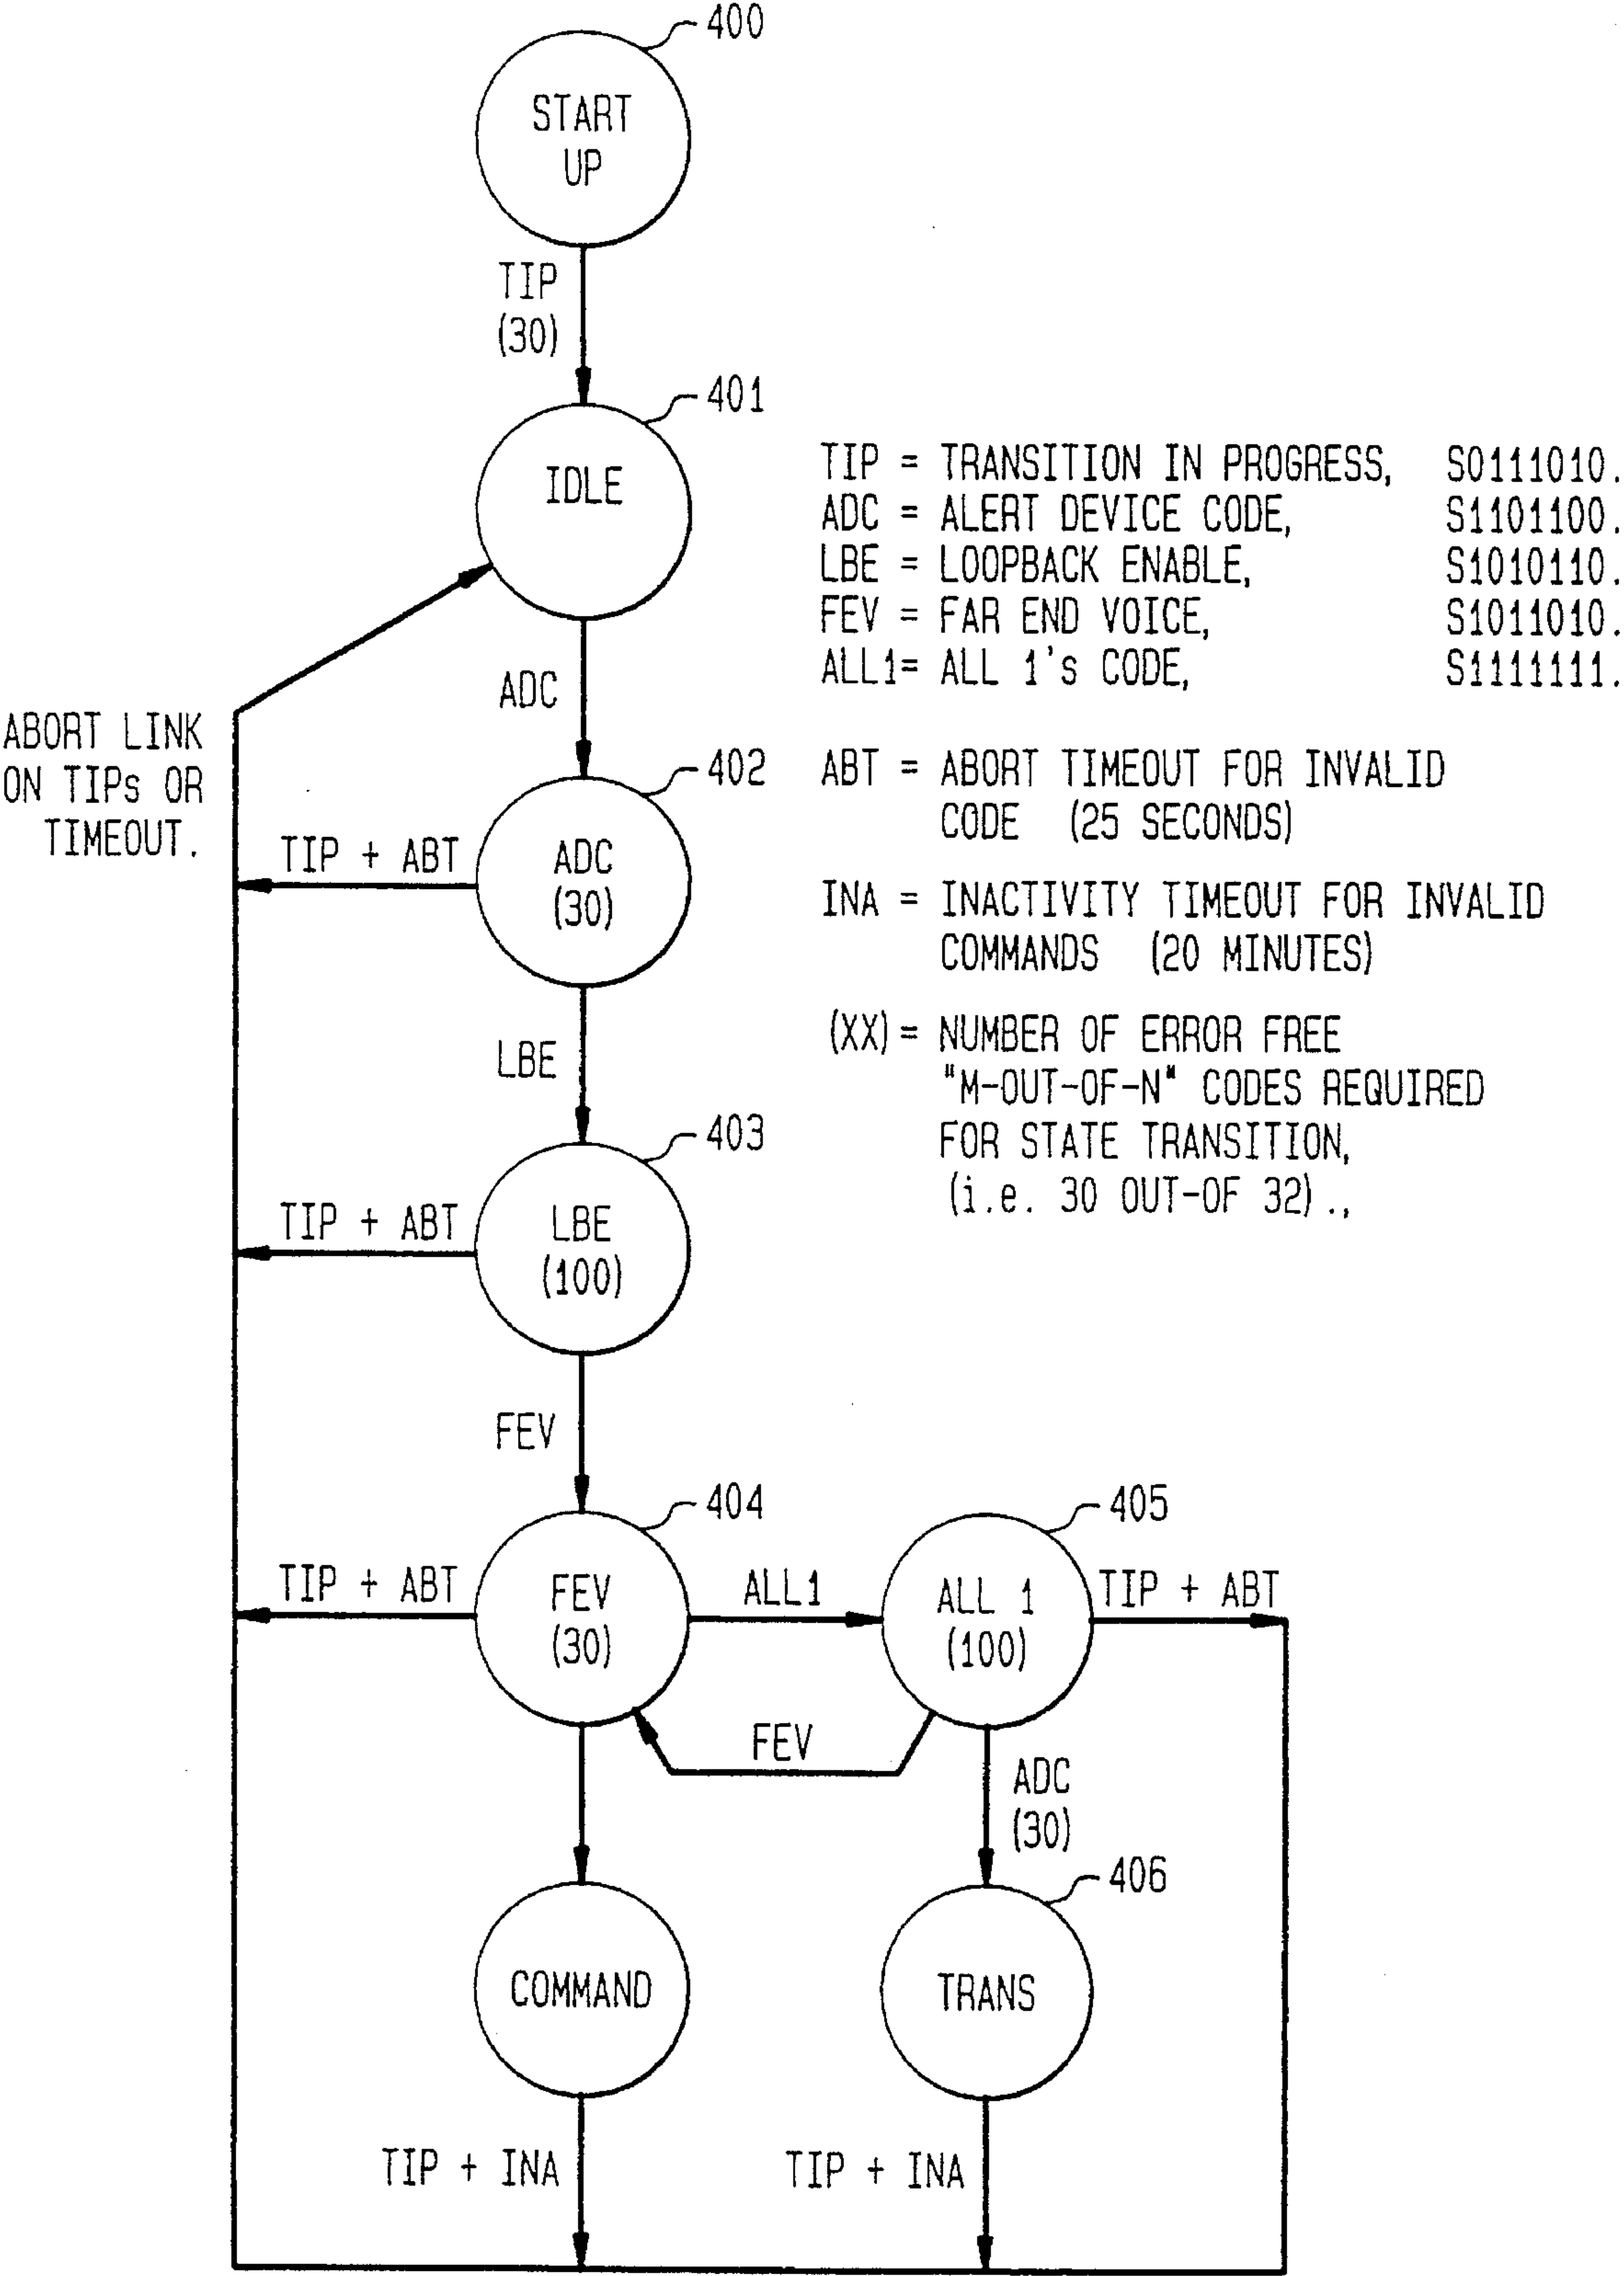 400
START
UP
TIP
(30)
401
IDLE
TIP = TRANSITION IN PROGRESS, S0111010.
ADC = ALERT DEVICE CODE, S1101100.
LBE = LOOPBACK ENABLE, S1010110.
FEV = FAR END VOICE, S1011010.
ALL1= ALL 1's CODE, S1111111.
ADC
ABORT LINK
ON TIPs OR
TIMEOUT.
402
ABT = ABORT TIMEOUT FOR INVALID
CODE (25 SECONDS)
TIP + ABT
ADC
(30)
INA = INACTIVITY TIMEOUT FOR INVALID
COMMANDS (20 MINUTES)
LBE
(XX) = NUMBER OF ERROR FREE
"M-OUT-OF-N" CODES REQUIRED
FOR STATE TRANSITION,
(i.e. 30 OUT-OF 32).,
403
TIP + ABT
LBE
(100)
FEV
404
405
TIP + ABT
FEV
(30)
ALL1
ALL 1
(100)
TIP + ABT
FEV
ADC
(30)
406
COMMAND
TRANS
TIP + INA
TIP + INA